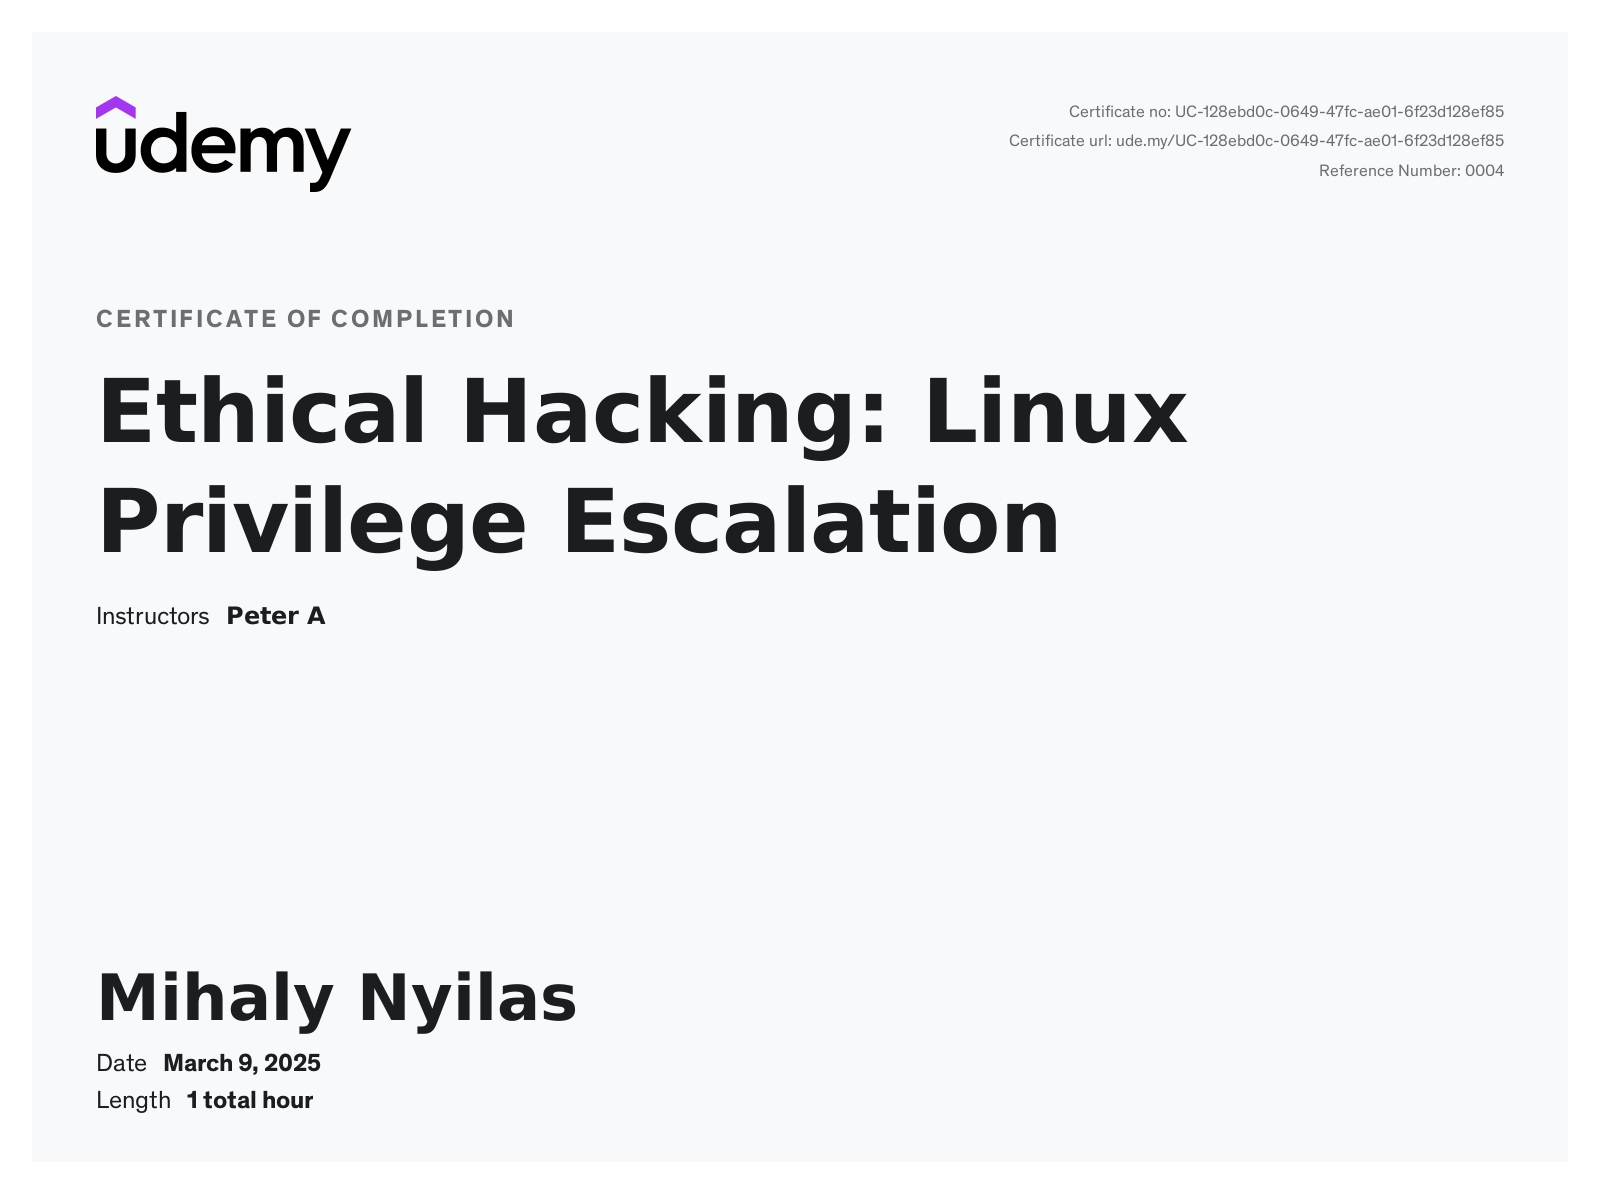 udemy
Certificate no: UC-128ebd0c-0649-47fc-ae01-6f23d128ef85
Certificate url: ude.my/UC-128ebd0c-0649-47fc-ae01-6f23d128ef85
Reference Number: 0004
CERTIFICATE OF COMPLETION
Ethical Hacking: Linux
Privilege Escalation
Instructors Peter A
Mihaly Nyilas
Date March 9, 2025
Length 1 total hour